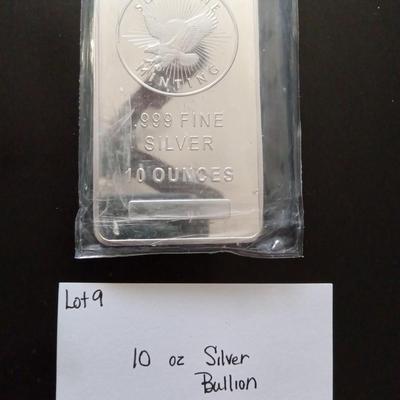 MINTING
.999 FINE
SILVER
10 OUNCES
Lot 9
10 oz Silver
Bullion